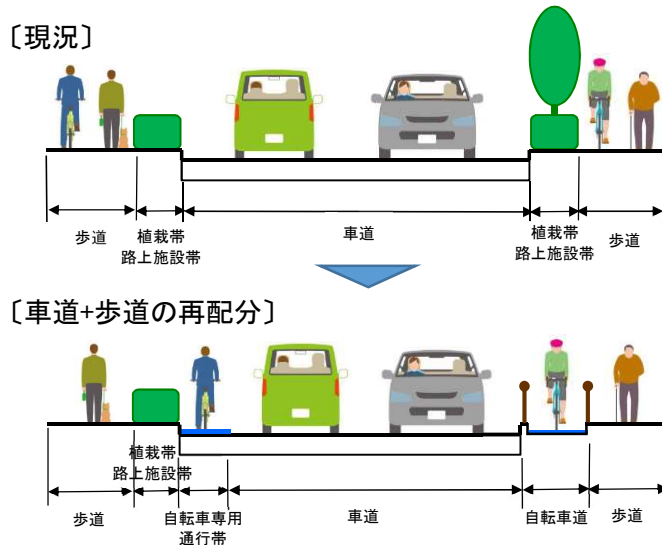 〔現況〕
歩道
植栽帯
路上施設帯
車道
植栽帯
路上施設帯
歩道
〔車道+歩道の再配分〕
歩道
植栽帯
路上施設帯
自転車専用
通行帯
車道
自転車道
歩道